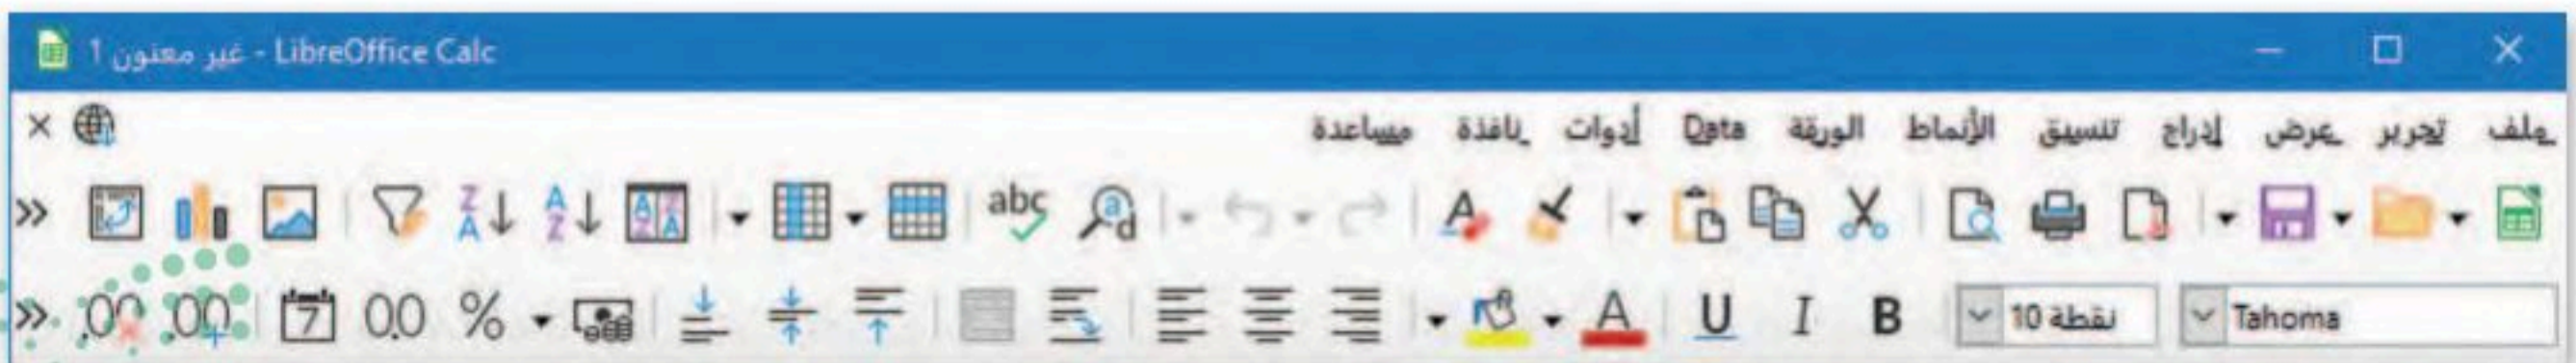 غير معنون 1 - LibreOffice Calc
ملف تحرير عرض إدراج تنسيق الأنماط الورقة Data أدوات نافذة مساعدة
abc
Tahoma نقطة 10 B I U A % 0.0 7 .00 .00